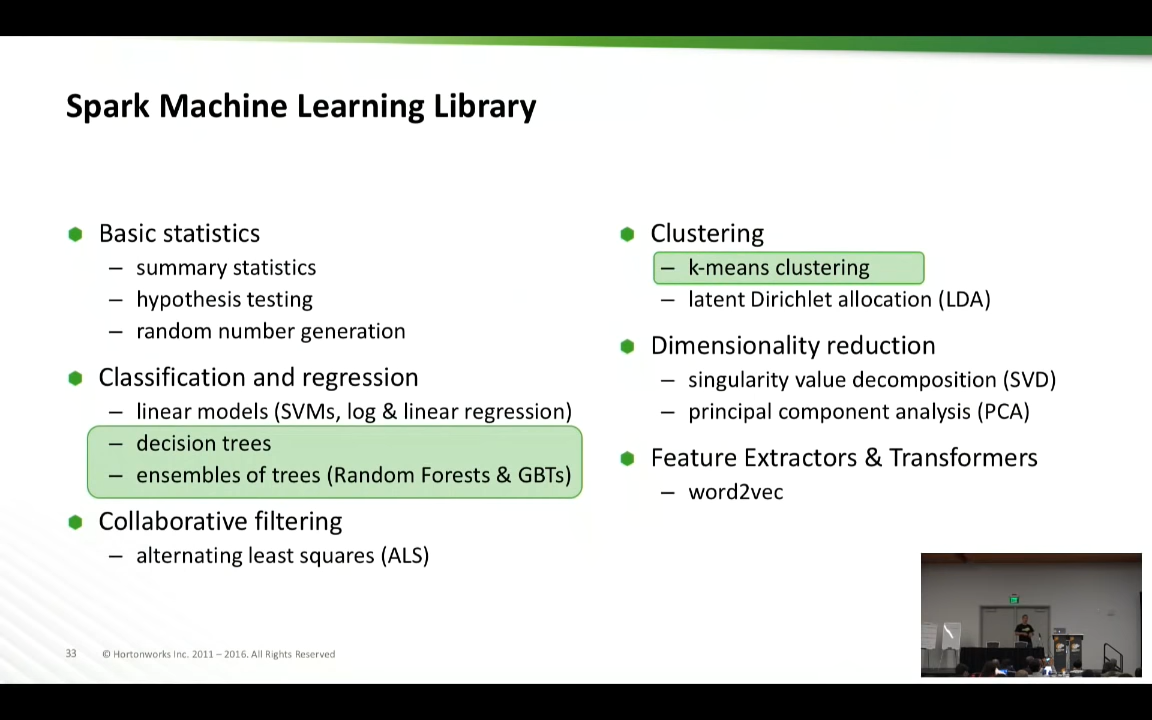 Spark Machine Learning Library
Basic statistics
– summary statistics
– hypothesis testing
– random number generation
Classification and regression
– linear models (SVMs, log & linear regression)
– decision trees
– ensembles of trees (Random Forests & GBTs)
Collaborative filtering
– alternating least squares (ALS)
Clustering
– k-means clustering
– latent Dirichlet allocation (LDA)
Dimensionality reduction
– singularity value decomposition (SVD)
– principal component analysis (PCA)
Feature Extractors & Transformers
– word2vec
33 © Hortonworks Inc. 2011 – 2016. All Rights Reserved